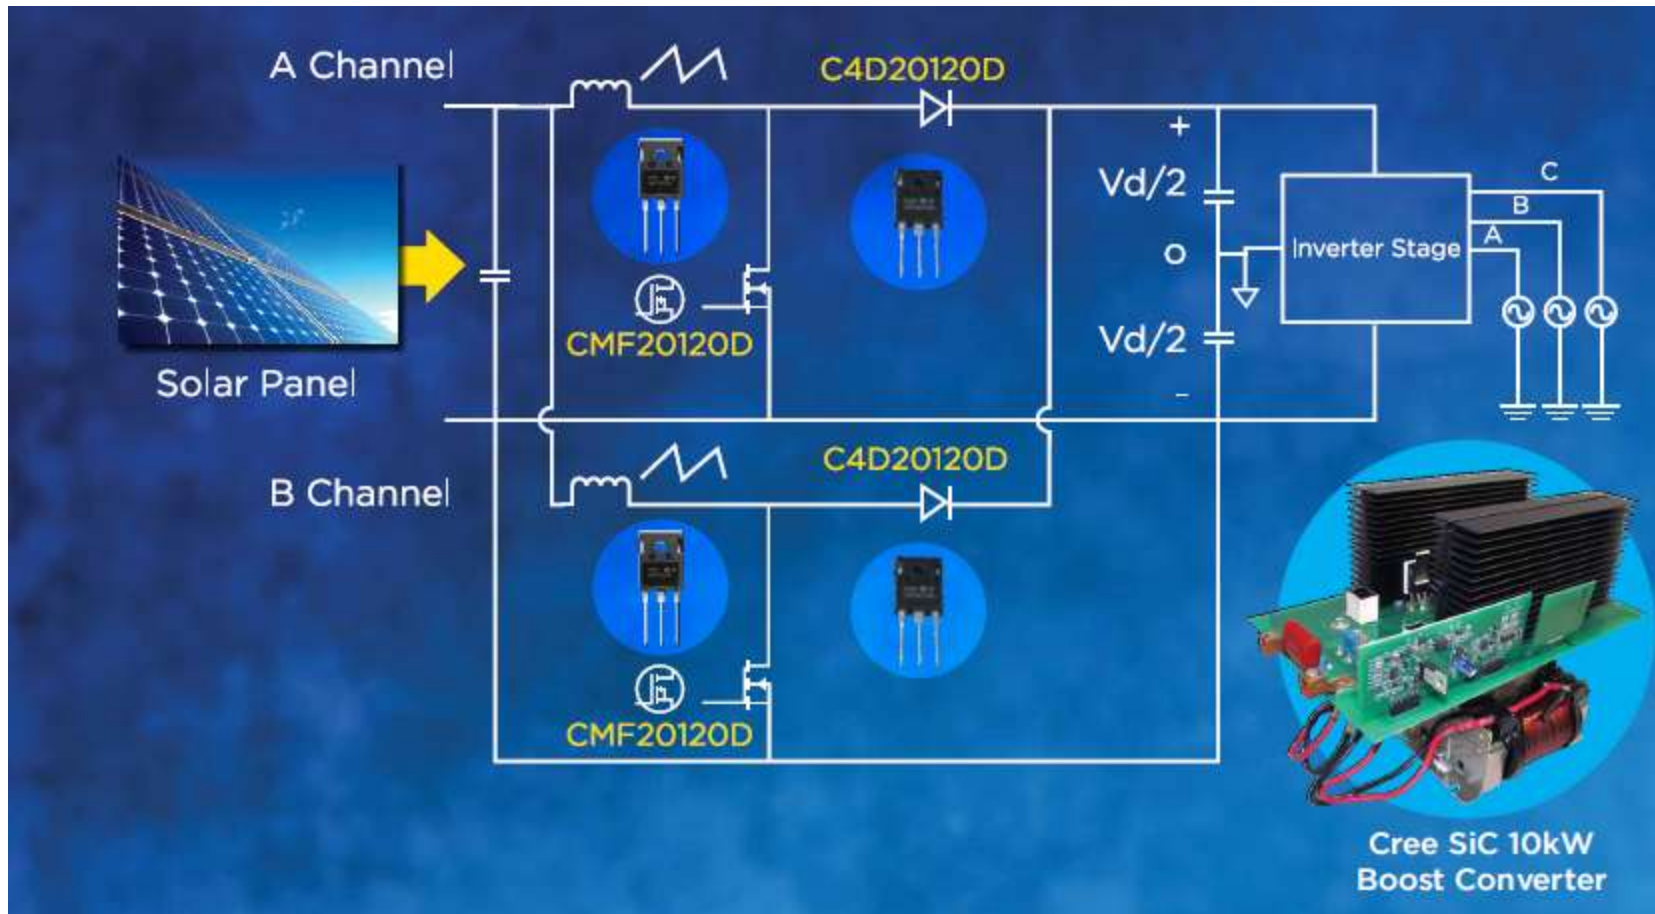 A Channel
C4D20120D
+
Vd/2
C
B
A
Inverter Stage
O
CMF20120D
Vd/2
Solar Panel
-
B Channel
C4D20120D
CMF20120D
Cree SiC 10kW
Boost Converter